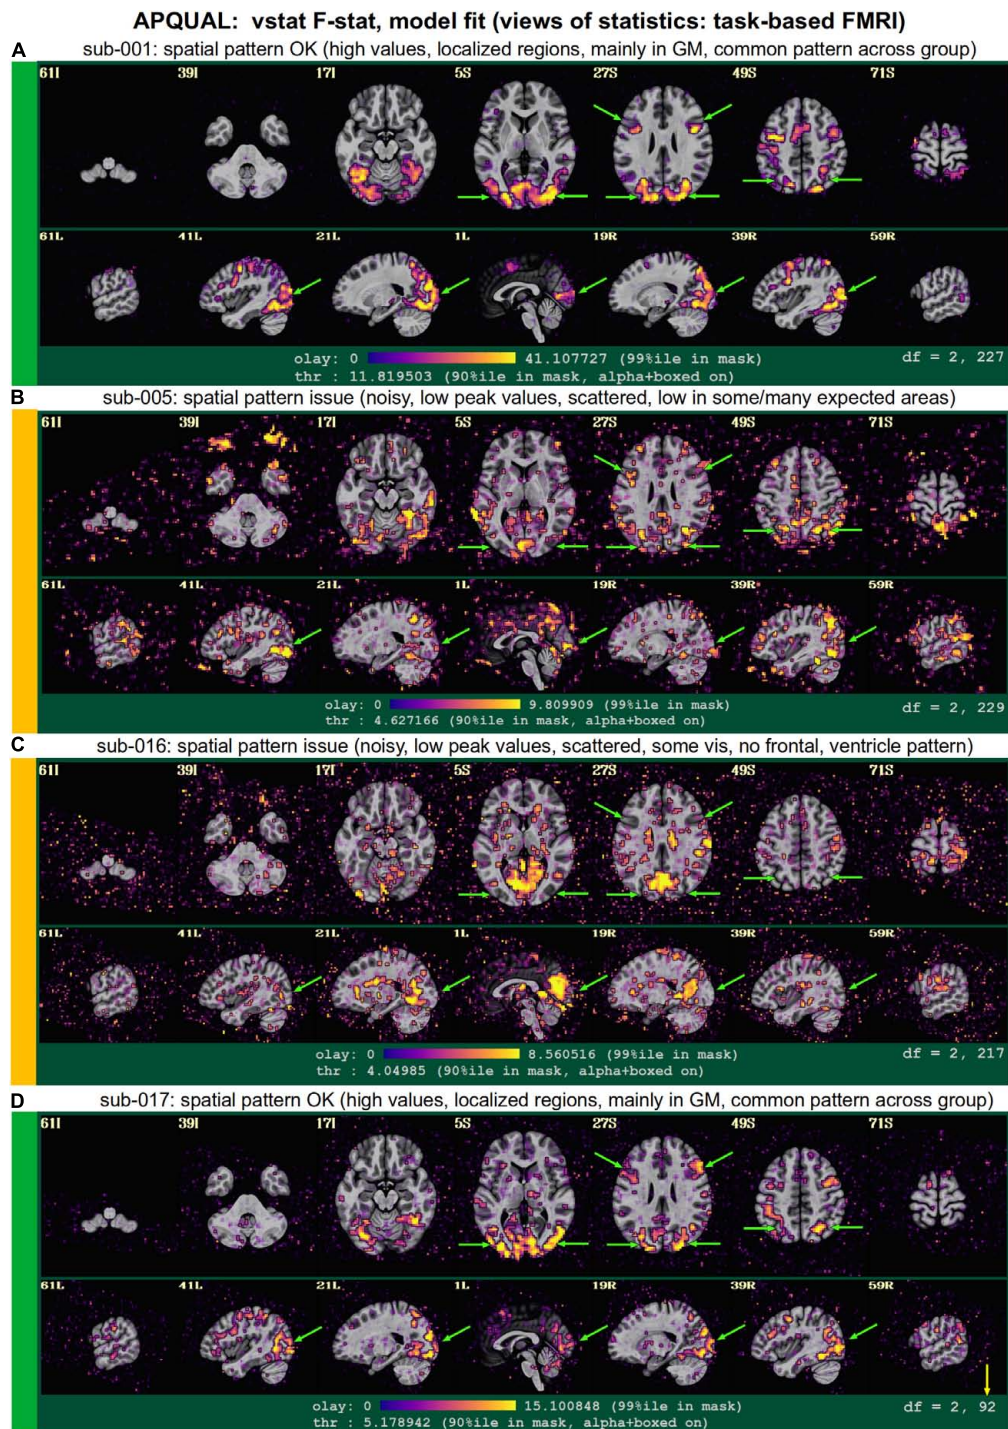 APQUAL: vstat F-stat, model fit (views of statistics: task-based FMRI)
A
sub-001: spatial pattern OK (high values, localized regions, mainly in GM, common pattern across group)
61I 39I 17I 5S 27S 49S 71S
61L 41L 21L 1L 19R 39R 59R
olay: 0 41.107727 (99%ile in mask) df = 2, 227
thr : 11.819503 (90%ile in mask, alpha+boxed on)
B
sub-005: spatial pattern issue (noisy, low peak values, scattered, low in some/many expected areas)
61I 39I 17I 5S 27S 49S 71S
61L 41L 21L 1L 19R 39R 59R
olay: 0 9.809909 (99%ile in mask) df = 2, 229
thr : 4.627166 (90%ile in mask, alpha+boxed on)
C
sub-016: spatial pattern issue (noisy, low peak values, scattered, some vis, no frontal, ventricle pattern)
61I 39I 17I 5S 27S 49S 71S
61L 41L 21L 1L 19R 39R 59R
olay: 0 8.560516 (99%ile in mask) df = 2, 217
thr : 4.04985 (90%ile in mask, alpha+boxed on)
D
sub-017: spatial pattern OK (high values, localized regions, mainly in GM, common pattern across group)
61I 39I 17I 5S 27S 49S 71S
61L 41L 21L 1L 19R 39R 59R
olay: 0 15.100848 (99%ile in mask) df = 2, 92
thr : 5.178942 (90%ile in mask, alpha+boxed on)